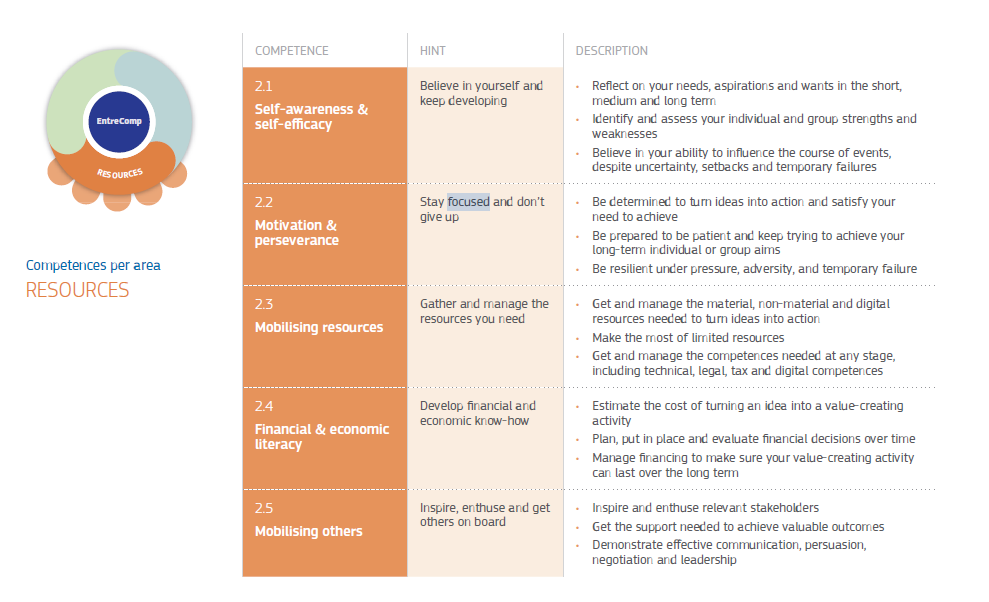 EntreComp
RESOURCES
Competences per area
RESOURCES
COMPETENCE
HINT
DESCRIPTION
2.1
Self-awareness &
self-efficacy
Believe in yourself and
keep developing
• Reflect on your needs, aspirations and wants in the short,
medium and long term
• Identify and assess your individual and group strengths and
weaknesses
• Believe in your ability to influence the course of events,
despite uncertainty, setbacks and temporary failures
2.2
Motivation &
perseverance
Stay focused and don't
give up
• Be determined to turn ideas into action and satisfy your
need to achieve
• Be prepared to be patient and keep trying to achieve your
long-term individual or group aims
• Be resilient under pressure, adversity, and temporary failure
2.3
Mobilising resources
Gather and manage the
resources you need
• Get and manage the material, non-material and digital
resources needed to turn ideas into action
• Make the most of limited resources
• Get and manage the competences needed at any stage,
including technical, legal, tax and digital competences
2.4
Financial & economic
literacy
Develop financial and
economic know-how
• Estimate the cost of turning an idea into a value-creating
activity
• Plan, put in place and evaluate financial decisions over time
• Manage financing to make sure your value-creating activity
can last over the long term
2.5
Mobilising others
Inspire, enthuse and get
others on board
• Inspire and enthuse relevant stakeholders
• Get the support needed to achieve valuable outcomes
• Demonstrate effective communication, persuasion,
negotiation and leadership